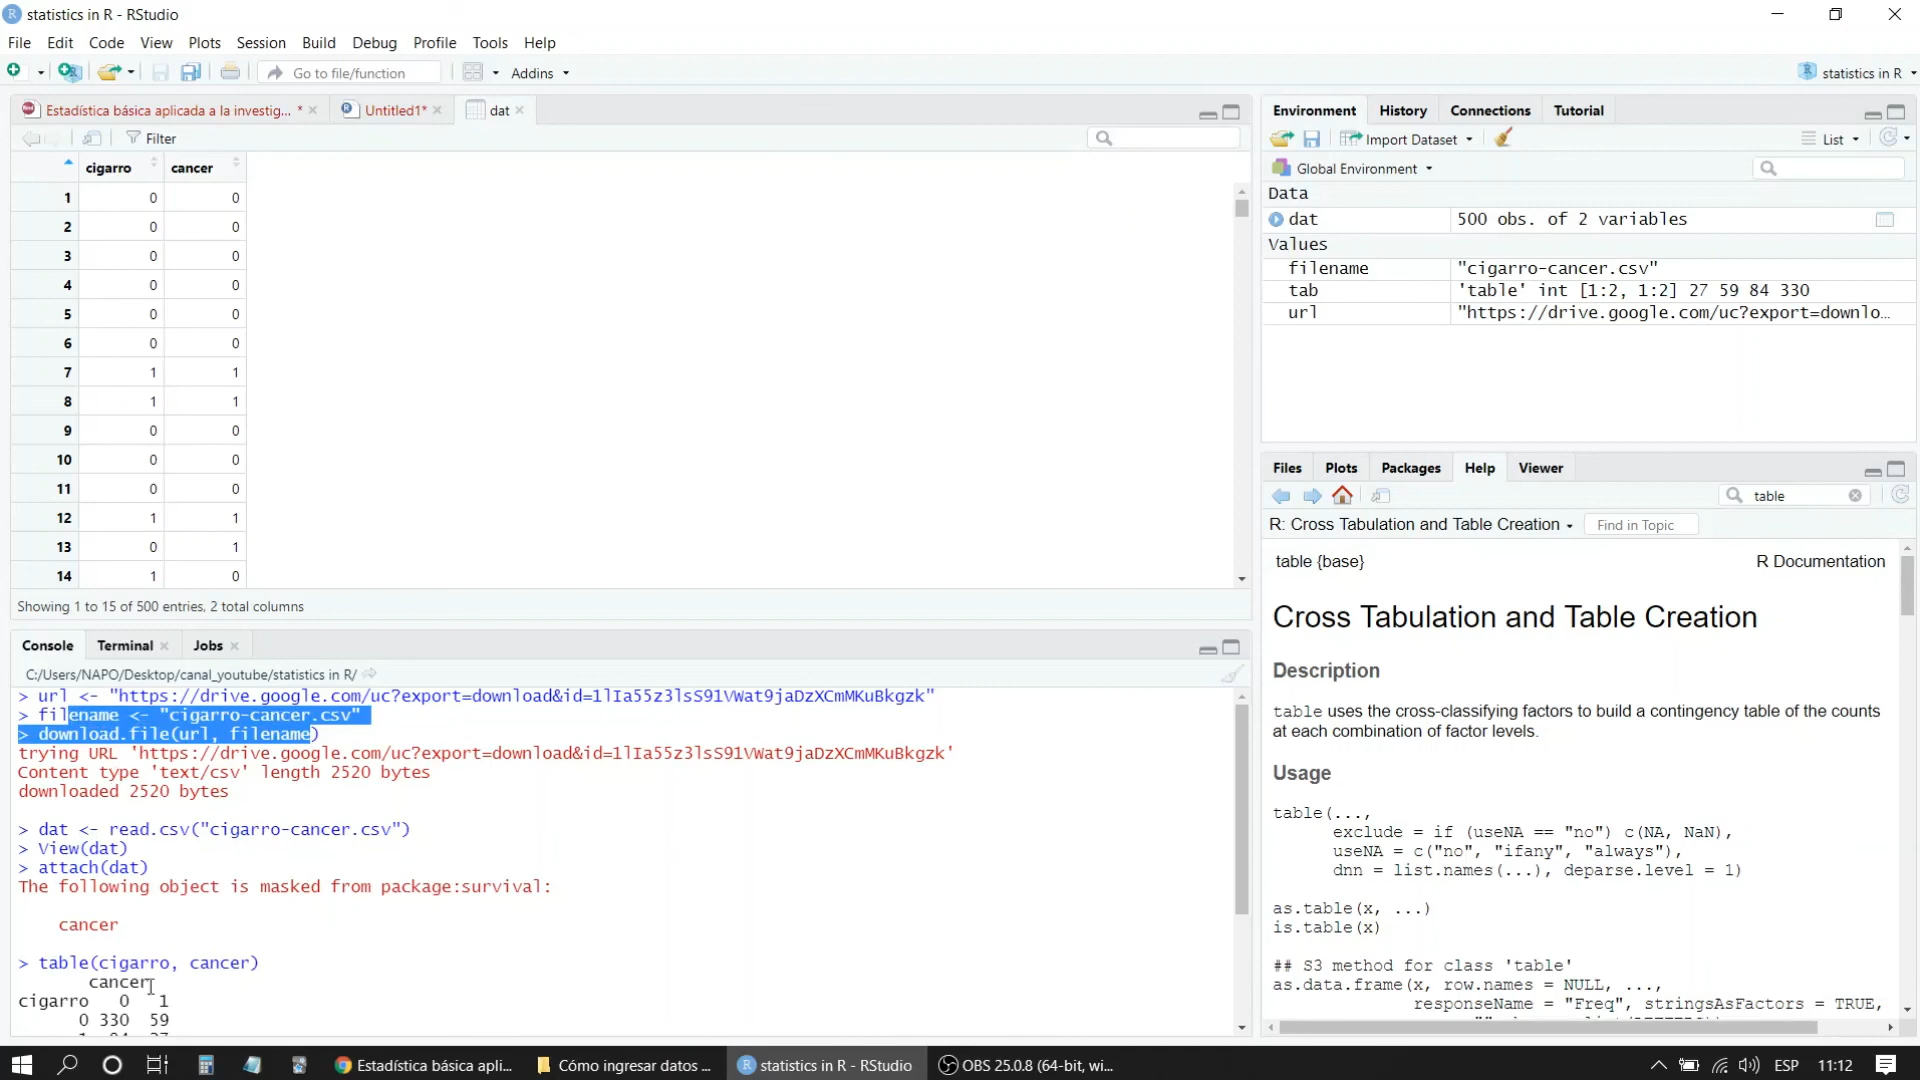 statistics in R - RStudio
File Edit Code View Plots Session Build Debug Profile Tools Help
Go to file/function Addins statistics in R
Estadística básica aplicada a la investig... * Untitled1* dat
Filter
cigarro cancer
1 0 0
2 0 0
3 0 0
4 0 0
5 0 0
6 0 0
7 1 1
8 1 1
9 0 0
10 0 0
11 0 0
12 1 1
13 0 1
14 1 0
Showing 1 to 15 of 500 entries, 2 total columns
Console Terminal Jobs
C:/Users/NAPO/Desktop/canal_youtube/statistics in R/
> url <- "https://drive.google.com/uc?export=download&id=1lIa55z3lsS91VWat9jaDzXCmMKuBkgzk"
> filename <- "cigarro-cancer.csv"
> download.file(url, filename)
trying URL 'https://drive.google.com/uc?export=download&id=1lIa55z3lsS91VWat9jaDzXCmMKuBkgzk'
Content type 'text/csv' length 2520 bytes
downloaded 2520 bytes
> dat <- read.csv("cigarro-cancer.csv")
> View(dat)
> attach(dat)
The following object is masked from package:survival:
cancer
> table(cigarro, cancer)
cancer
cigarro 0 1
0 330 59
Environment History Connections Tutorial
Import Dataset List
Global Environment
Data
dat 500 obs. of 2 variables
Values
filename "cigarro-cancer.csv"
tab 'table' int [1:2, 1:2] 27 59 84 330
url "https://drive.google.com/uc?export=downlo…
Files Plots Packages Help Viewer
table
R: Cross Tabulation and Table Creation Find in Topic
table {base} R Documentation
Cross Tabulation and Table Creation
Description
table uses the cross-classifying factors to build a contingency table of the counts
at each combination of factor levels.
Usage
table(...,
exclude = if (useNA == "no") c(NA, NaN),
useNA = c("no", "ifany", "always"),
dnn = list.names(...), deparse.level = 1)
as.table(x, ...)
is.table(x)
## S3 method for class 'table'
as.data.frame(x, row.names = NULL, ...,
responseName = "Freq", stringsAsFactors = TRUE,
Estadística básica apli... Cómo ingresar datos ... statistics in R - RStudio OBS 25.0.8 (64-bit, wi... ESP 11:12